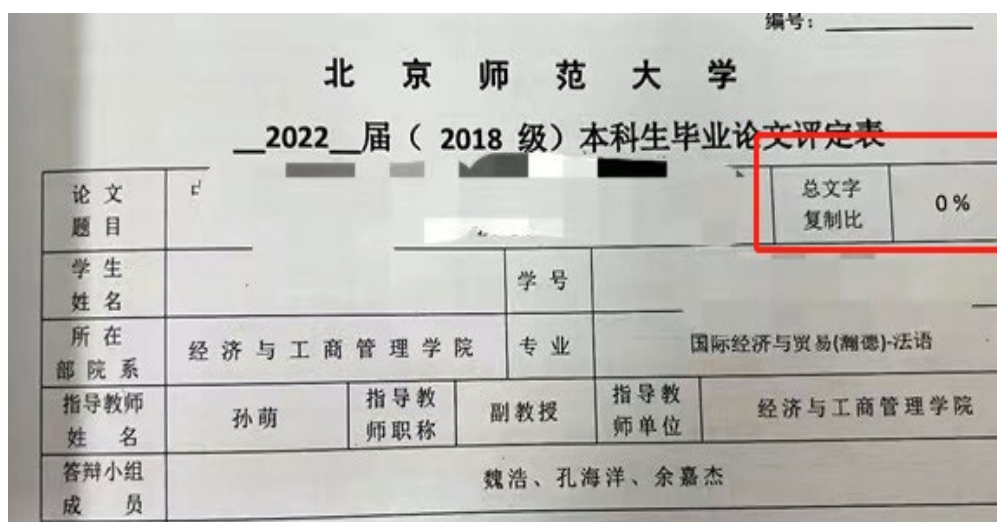 编号：
北京师范大学
2022 届（ 2018 级）本科生毕业论文评定表
论文
题目
总文字
复制比
0%
学生
姓名
学号
所在
部院系
经济与工商管理学院
专业
国际经济与贸易(瀚德)-法语
指导教师
姓名
孙萌
指导教
师职称
副教授
指导教
师单位
经济与工商管理学院
答辩小组
成员
魏浩、孔海洋、余嘉杰